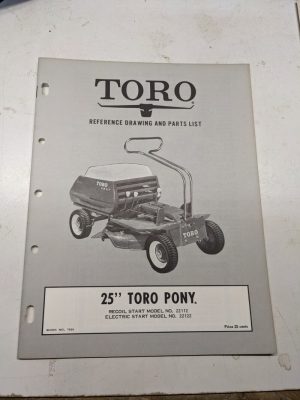 TORO
®
REFERENCE DRAWING AND PARTS LIST
TORO
TORO
25" TORO PONY.
RECOIL START MODEL NO. 22112
ELECTRIC START MODEL NO. 22122
Price 25 cents